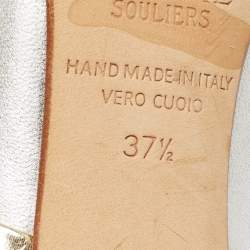 SOULIERS
HAND MADE IN ITALY
VERO CUOIO
37½